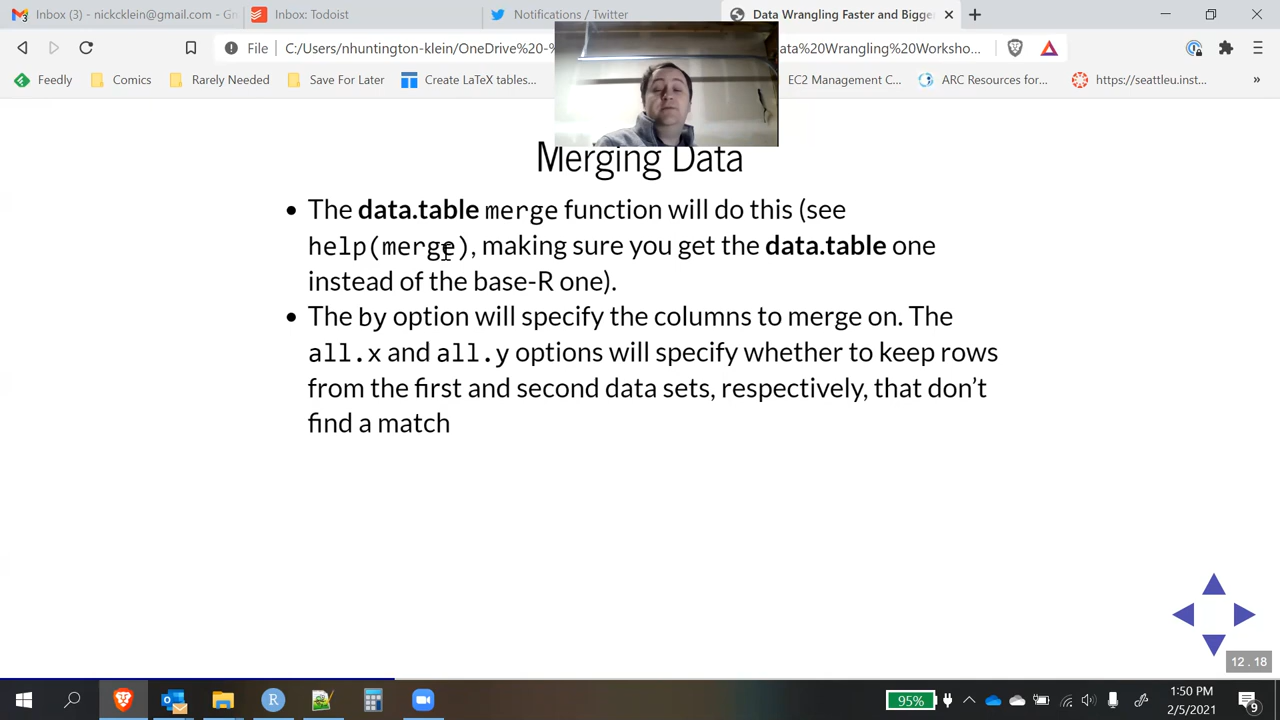 nbox - nickcklein@gmail.com - Gr
Inbox: Todoist
Notifications / Twitter
Data Wrangling Faster and Bigger
File
C:/Users/nhuntington-klein/OneDrive%20-%
ata%20Wrangling%20Worksho...
Feedly
Comics
Rarely Needed
Save For Later
Create LaTeX tables...
EC2 Management C...
ARC Resources for...
https://seattleu.inst...
»
Merging Data
• The data.table merge function will do this (see
help(merge), making sure you get the data.table one
instead of the base-R one).
• The by option will specify the columns to merge on. The
all.x and all.y options will specify whether to keep rows
from the first and second data sets, respectively, that don’t
find a match
12.18
95%
1:50 PM
2/5/2021
9